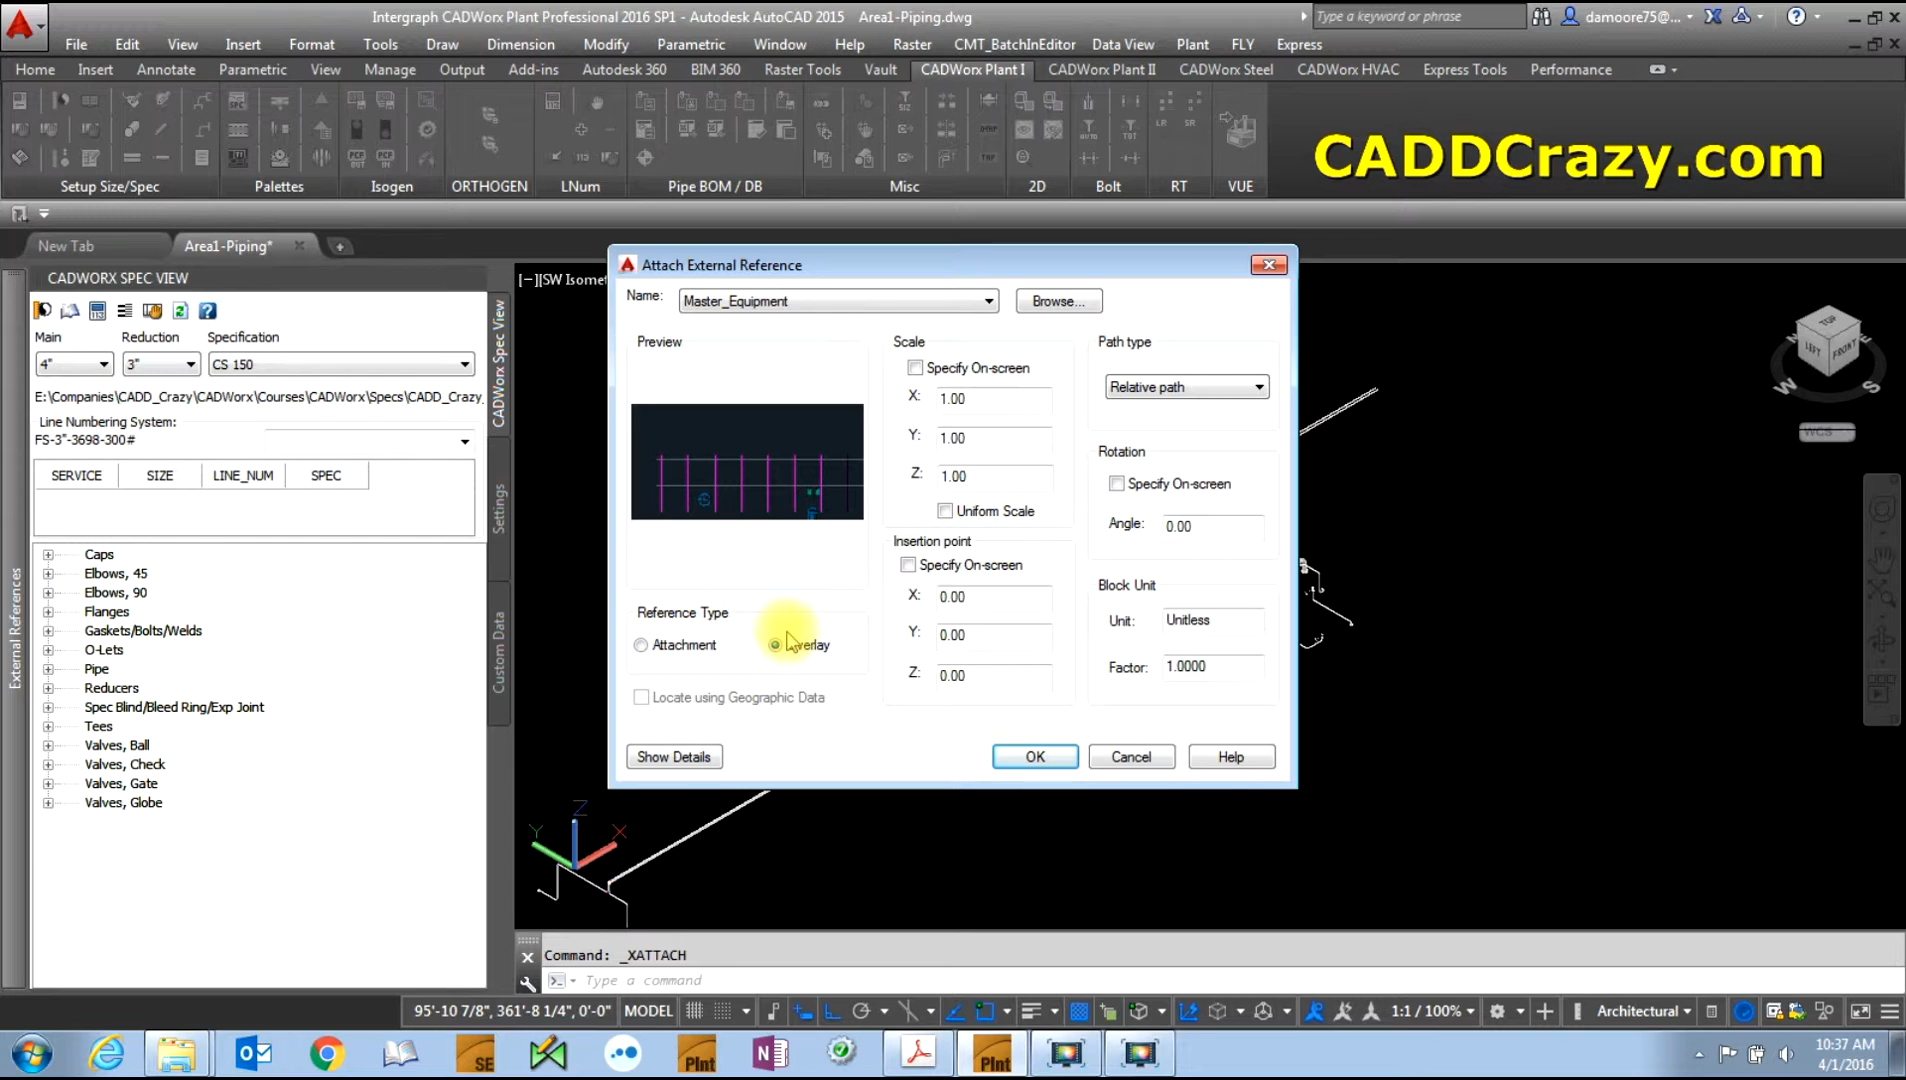 Intergraph CADWorx Plant Professional 2016 SP1 - Autodesk AutoCAD 2015 Area1-Piping.dwg
Type a keyword or phrase
damoore75@...
File Edit View Insert Format Tools Draw Dimension Modify Parametric Window Help Raster CMT_BatchInEditor Data View Plant FLY Express
Home Insert Annotate Parametric View Manage Output Add-ins Autodesk 360 BIM 360 Raster Tools Vault CADWorx Plant I CADWorx Plant II CADWorx Steel CADWorx HVAC Express Tools Performance
CADDCrazy.com
Setup Size/Spec Palettes Isogen ORTHOGEN LNum Pipe BOM / DB Misc 2D Bolt RT VUE
New Tab Area1-Piping*
CADWORX SPEC VIEW
Main Reduction Specification
4" 3" CS 150
E:\Companies\CADD_Crazy\CADWorx\Courses\CADWorx\Specs\CADD_Crazy_
Line Numbering System:
FS-3"-3698-300#
SERVICE SIZE LINE_NUM SPEC
Caps
Elbows, 45
Elbows, 90
Flanges
Gaskets/Bolts/Welds
O-Lets
Pipe
Reducers
Spec Blind/Bleed Ring/Exp Joint
Tees
Valves, Ball
Valves, Check
Valves, Gate
Valves, Globe
External References
CADWorx Spec View
Settings
Custom Data
[−][SW Isome
Attach External Reference
Name: Master_Equipment Browse...
Preview
Scale
Specify On-screen
X: 1.00
Y: 1.00
Z: 1.00
Uniform Scale
Path type
Relative path
Rotation
Specify On-screen
Angle: 0.00
Insertion point
Specify On-screen
X: 0.00
Y: 0.00
Z: 0.00
Block Unit
Unit: Unitless
Factor: 1.0000
Reference Type
Attachment
Locate using Geographic Data
Show Details OK Cancel Help
TOP
LEFT FRONT
W S
WCS
Z
Y X
Command: _XATTACH
Type a command
95'-10 7/8", 361'-8 1/4", 0'-0" MODEL 1:1 / 100% Architectural
SE PInt PInt
10:37 AM
4/1/2016